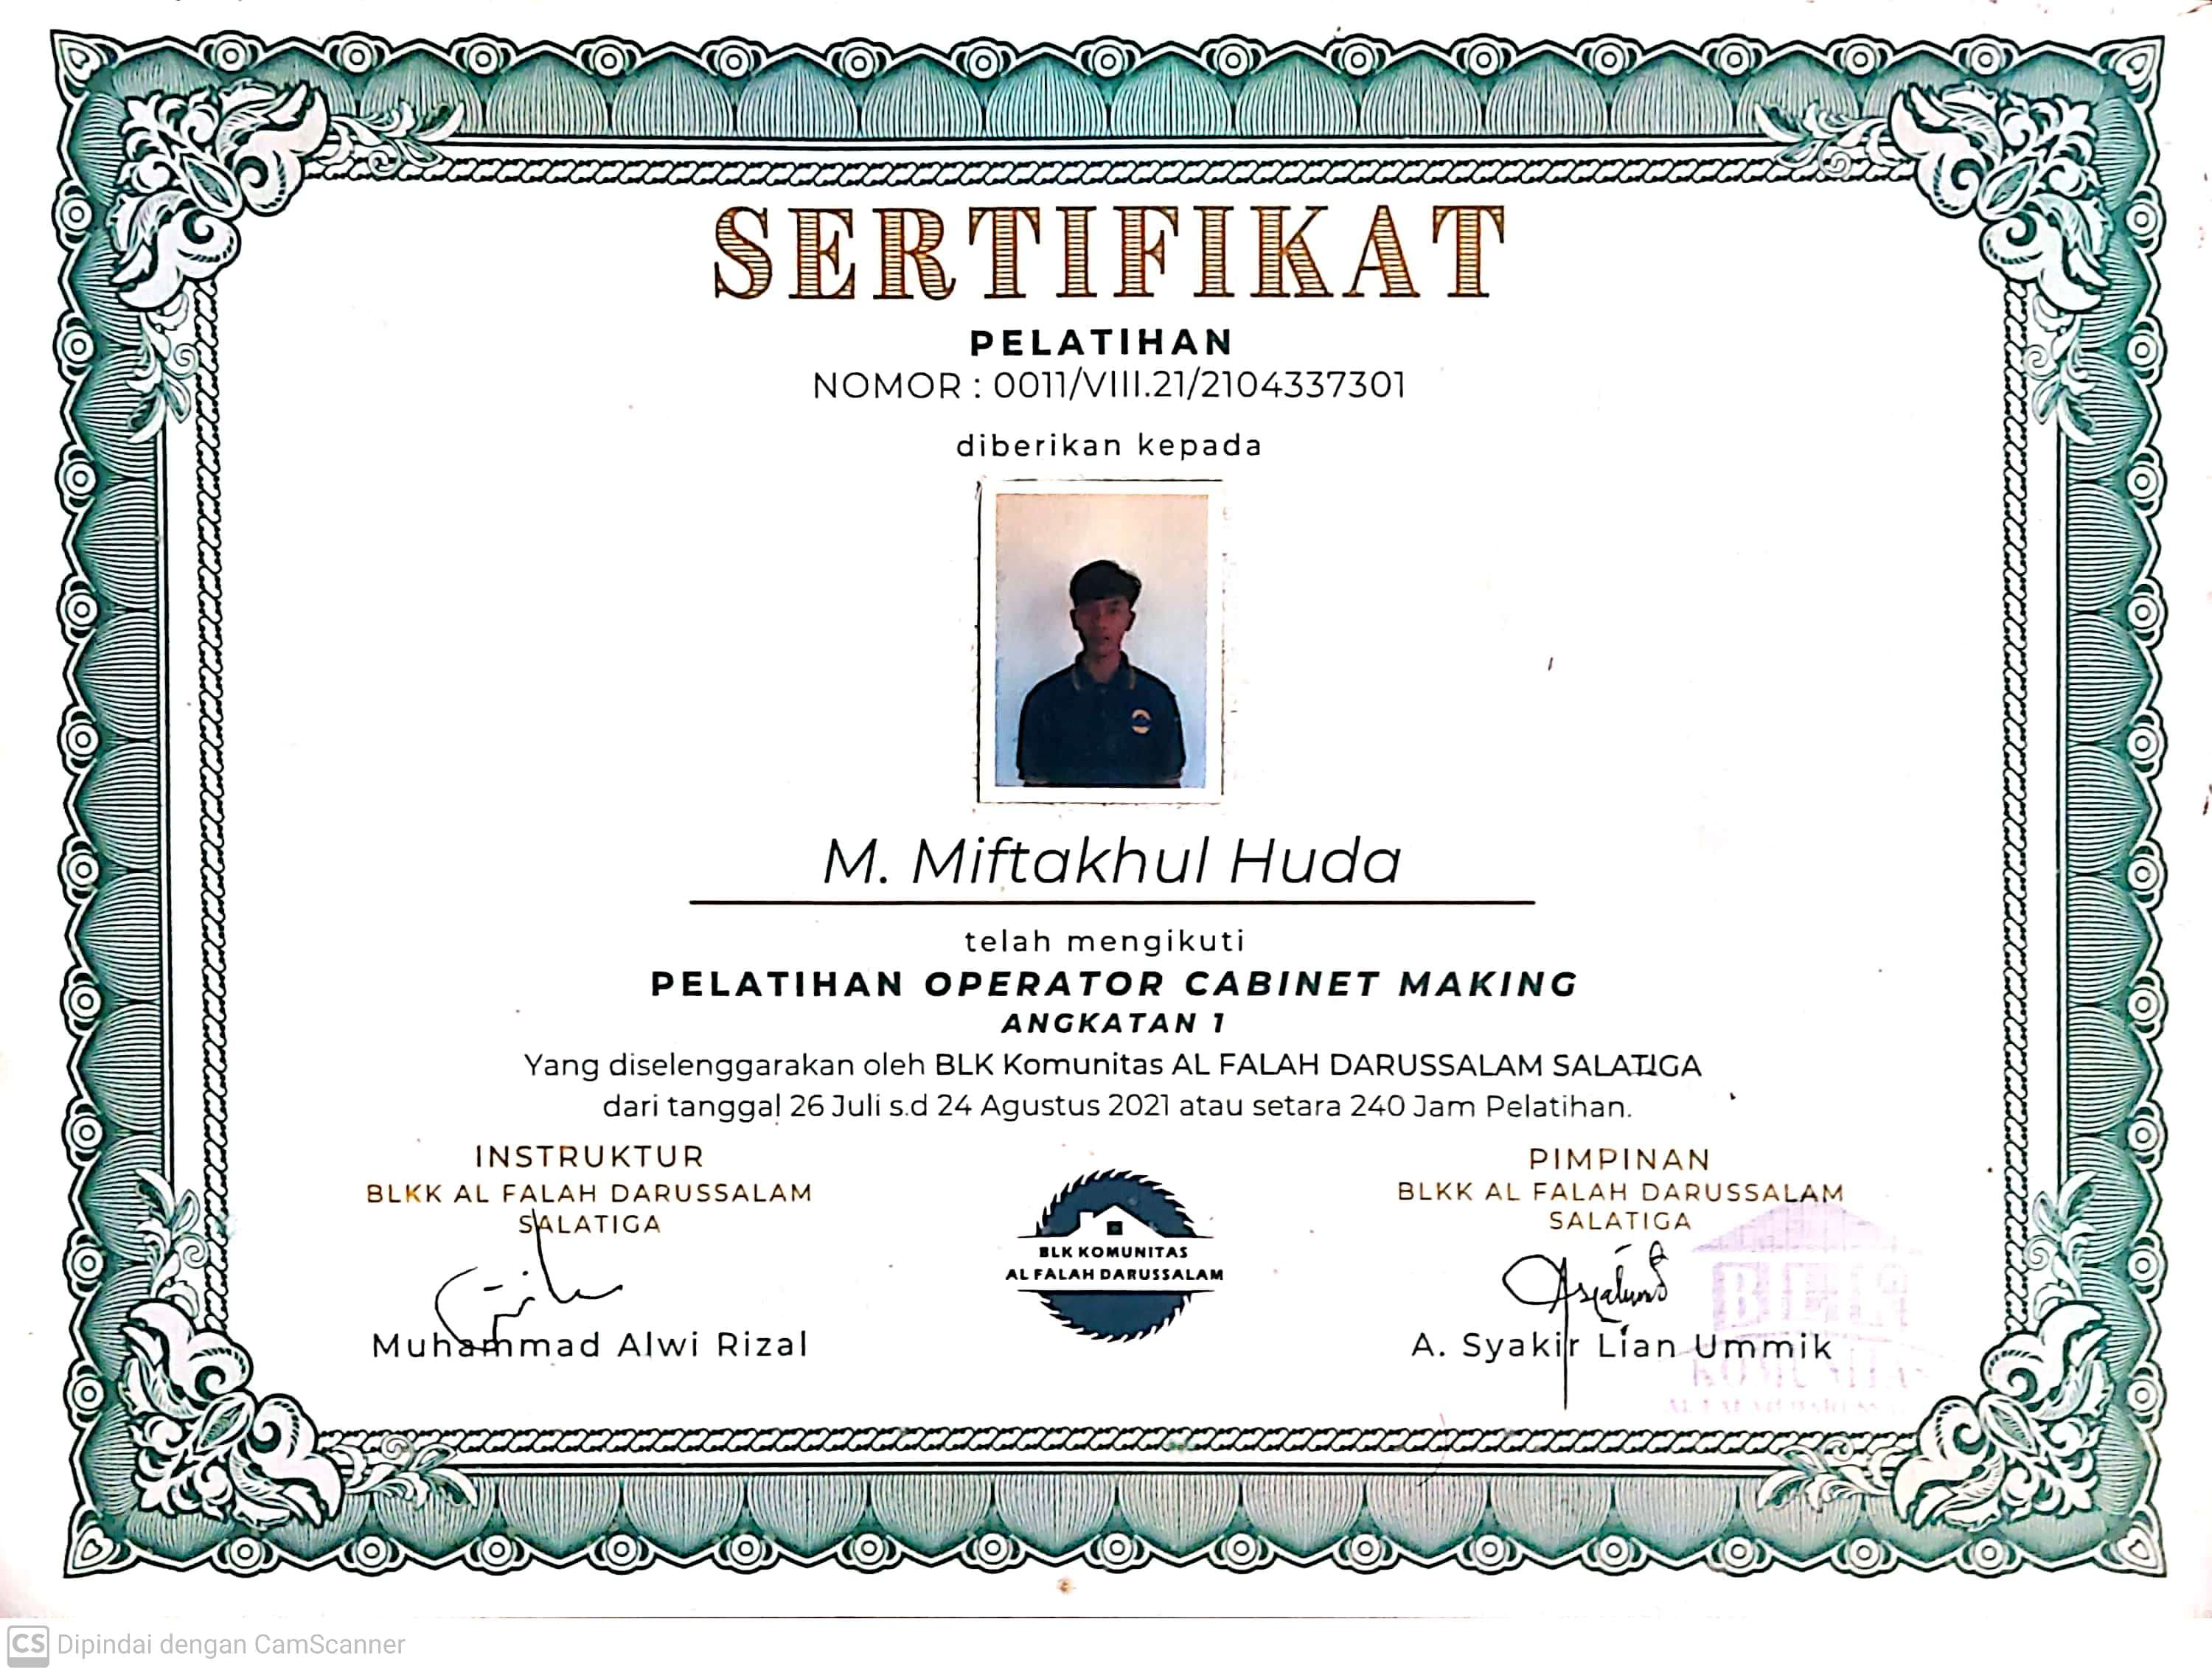 SERTIFIKAT
PELATIHAN
NOMOR : 0011/VIII.21/2104337301
diberikan kepada
M. Miftakhul Huda
telah mengikuti
PELATIHAN OPERATOR CABINET MAKING
ANGKATAN 1
Yang diselenggarakan oleh BLK Komunitas AL FALAH DARUSSALAM SALATIGA
dari tanggal 26 Juli s.d 24 Agustus 2021 atau setara 240 Jam Pelatihan.
INSTRUKTUR
BLKK AL FALAH DARUSSALAM
SALATIGA
Muhammad Alwi Rizal
BLK KOMUNITAS
AL FALAH DARUSSALAM
PIMPINAN
BLKK AL FALAH DARUSSALAM
SALATIGA
A. Syakir Lian Ummik
BLK
KOMUNITAS
CS Dipindai dengan CamScanner